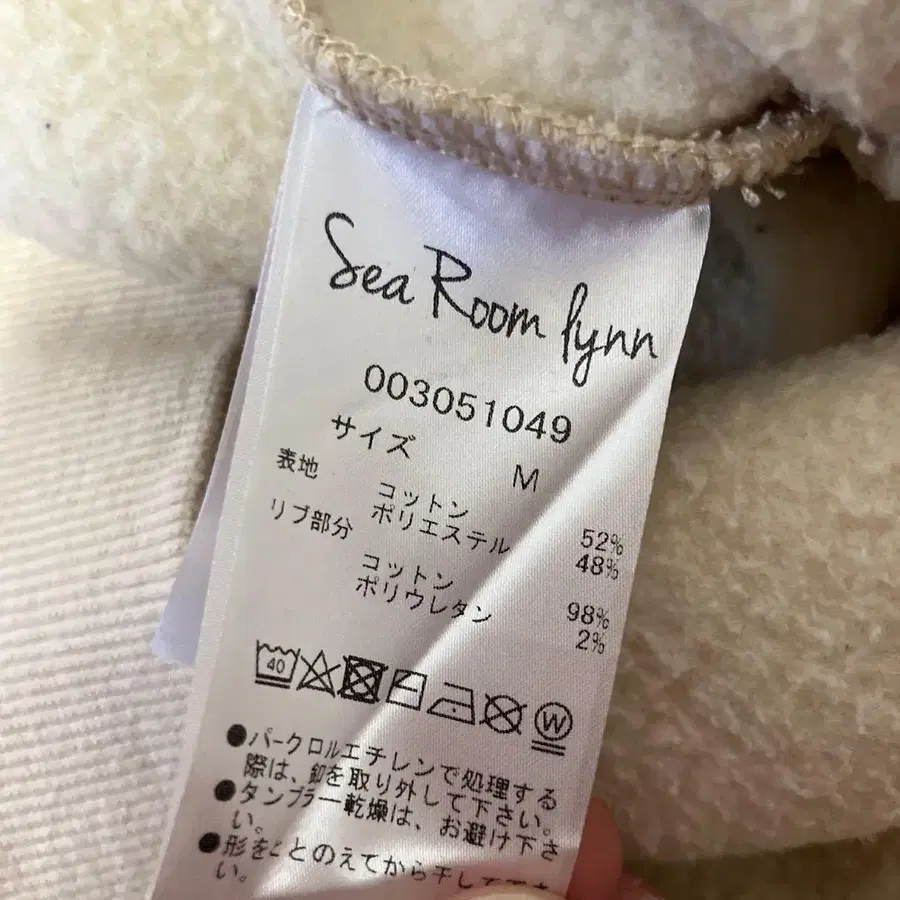 Sea Room lynn
003051049
サイズ M
表地
コットン 52%
ポリエステル 48%
リブ部分
コットン 98%
ポリウレタン 2%
40
W
●パークロルエチレンで処理する
際は、釦を取り外して下さい。
●タンブラー乾燥は、お避け下さ
い。
●形をととのえてから干して下さ
い。